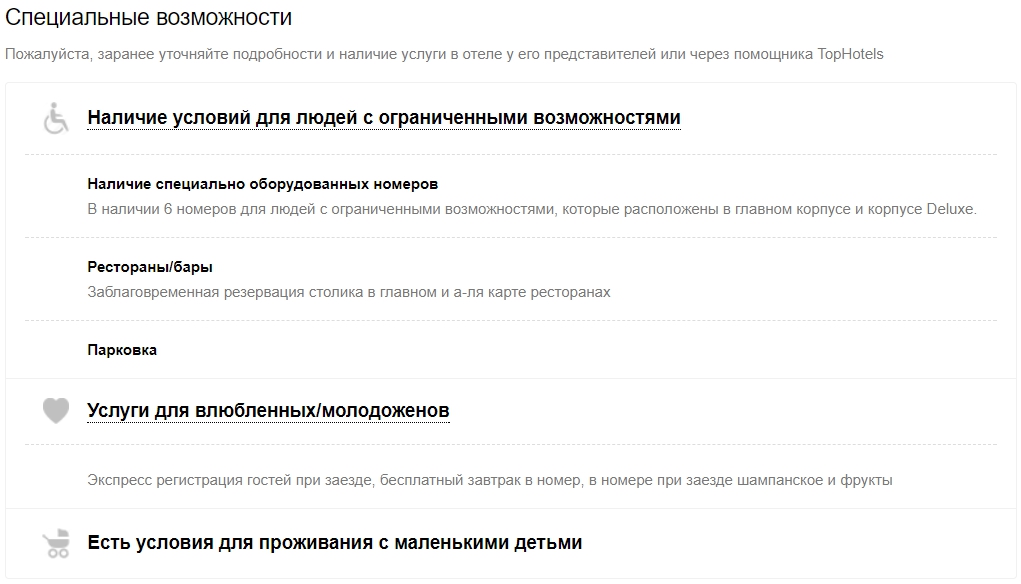 Специальные возможности
Пожалуйста, заранее уточняйте подробности и наличие услуги в отеле у его представителей или через помощника TopHotels
Наличие условий для людей с ограниченными возможностями
Наличие специально оборудованных номеров
В наличии 6 номеров для людей с ограниченными возможностями, которые расположены в главном корпусе и корпусе Deluxe.
Рестораны/бары
Заблаговременная резервация столика в главном и а-ля карте ресторанах
Парковка
Услуги для влюбленных/молодоженов
Экспресс регистрация гостей при заезде, бесплатный завтрак в номер, в номере при заезде шампанское и фрукты
Есть условия для проживания с маленькими детьми